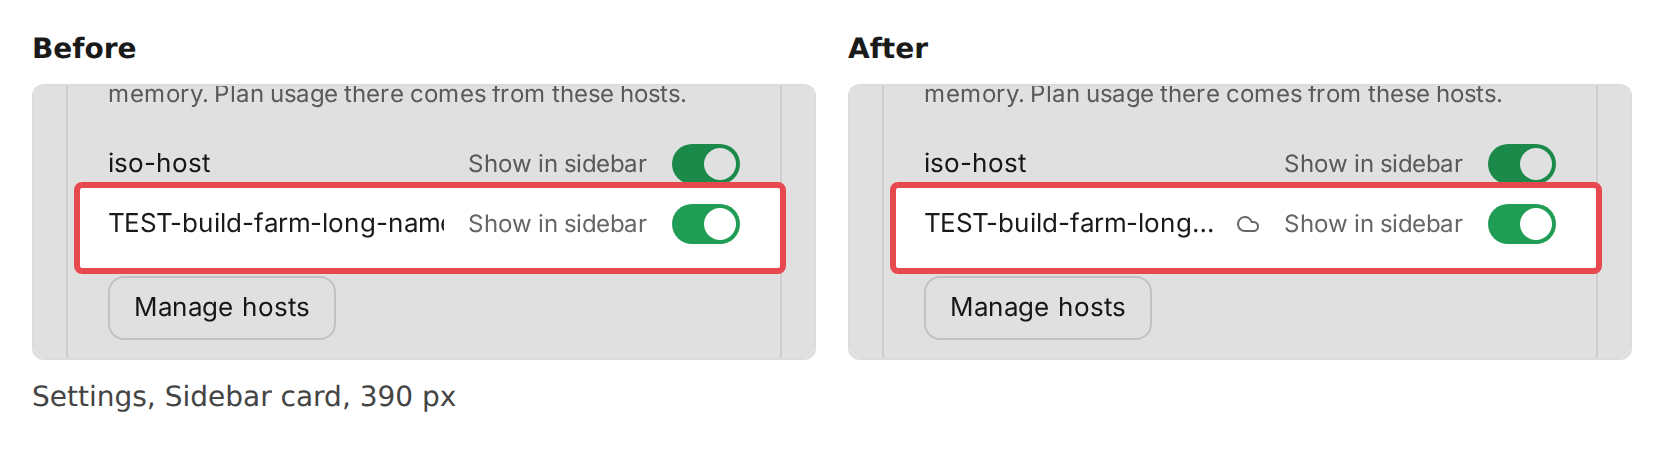 Before
After
memory. Plan usage there comes from these hosts.
iso-host Show in sidebar
TEST-build-farm-long-name Show in sidebar
Manage hosts
memory. Plan usage there comes from these hosts.
iso-host Show in sidebar
TEST-build-farm-long... Show in sidebar
Manage hosts
Settings, Sidebar card, 390 px